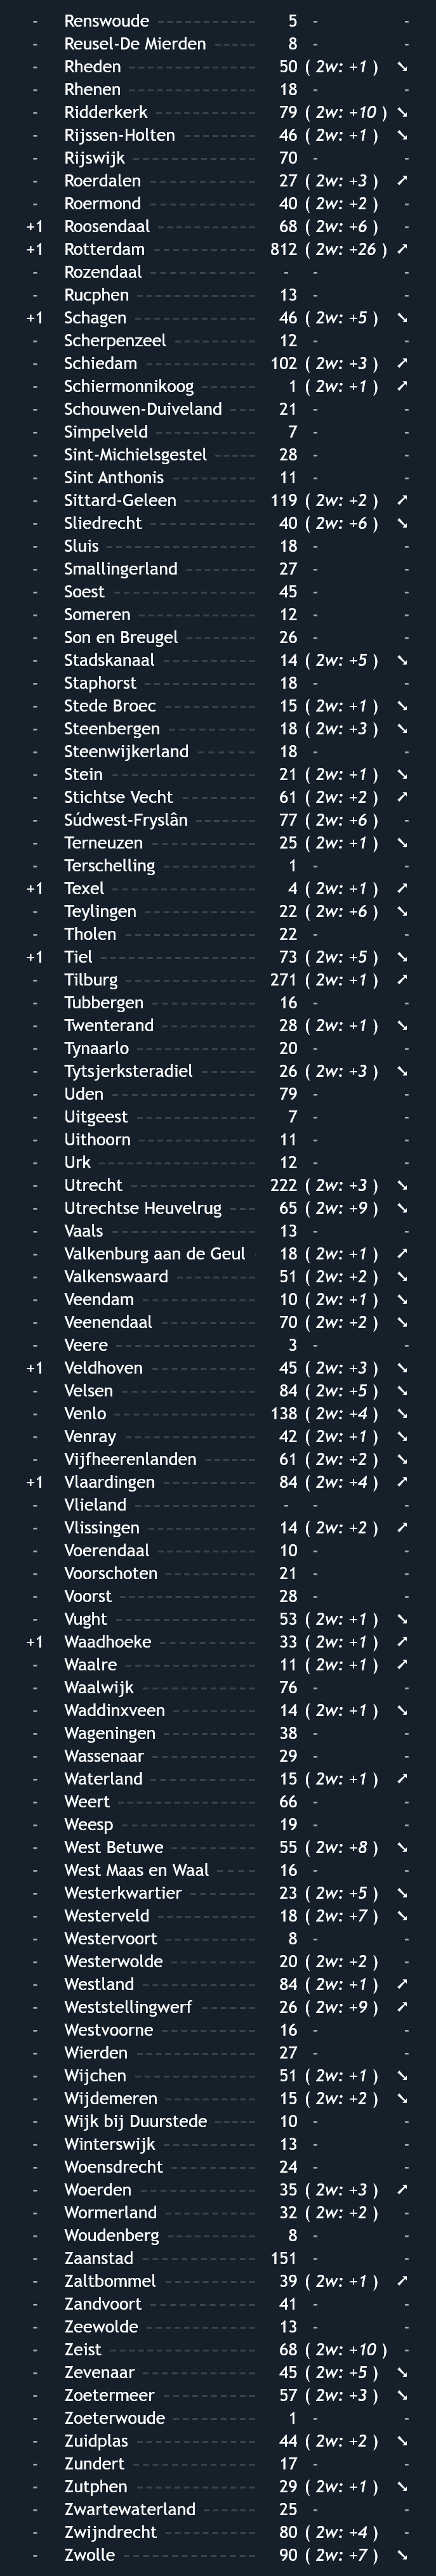 - Renswoude 5 - -
- Reusel-De Mierden 8 - -
- Rheden 50 ( 2w: +1 ) ➘
- Rhenen 18 - -
- Ridderkerk 79 ( 2w: +10 ) ➘
- Rijssen-Holten 46 ( 2w: +1 ) ➘
- Rijswijk 70 - -
- Roerdalen 27 ( 2w: +3 ) ➚
- Roermond 40 ( 2w: +2 ) -
+1 Roosendaal 68 ( 2w: +6 ) -
+1 Rotterdam 812 ( 2w: +26 ) ➚
- Rozendaal - - -
- Rucphen 13 - -
+1 Schagen 46 ( 2w: +5 ) ➘
- Scherpenzeel 12 - -
- Schiedam 102 ( 2w: +3 ) ➚
- Schiermonnikoog 1 ( 2w: +1 ) ➚
- Schouwen-Duiveland 21 - -
- Simpelveld 7 - -
- Sint-Michielsgestel 28 - -
- Sint Anthonis 11 - -
- Sittard-Geleen 119 ( 2w: +2 ) ➚
- Sliedrecht 40 ( 2w: +6 ) ➘
- Sluis 18 - -
- Smallingerland 27 - -
- Soest 45 - -
- Someren 12 - -
- Son en Breugel 26 - -
- Stadskanaal 14 ( 2w: +5 ) ➘
- Staphorst 18 - -
- Stede Broec 15 ( 2w: +1 ) ➘
- Steenbergen 18 ( 2w: +3 ) ➘
- Steenwijkerland 18 - -
- Stein 21 ( 2w: +1 ) ➘
- Stichtse Vecht 61 ( 2w: +2 ) ➚
- Súdwest-Fryslân 77 ( 2w: +6 ) -
- Terneuzen 25 ( 2w: +1 ) ➘
- Terschelling 1 - -
+1 Texel 4 ( 2w: +1 ) ➚
- Teylingen 22 ( 2w: +6 ) ➘
- Tholen 22 - -
+1 Tiel 73 ( 2w: +5 ) ➘
- Tilburg 271 ( 2w: +1 ) ➚
- Tubbergen 16 - -
- Twenterand 28 ( 2w: +1 ) ➘
- Tynaarlo 20 - -
- Tytsjerksteradiel 26 ( 2w: +3 ) ➘
- Uden 79 - -
- Uitgeest 7 - -
- Uithoorn 11 - -
- Urk 12 - -
- Utrecht 222 ( 2w: +3 ) ➘
- Utrechtse Heuvelrug 65 ( 2w: +9 ) ➘
- Vaals 13 - -
- Valkenburg aan de Geul 18 ( 2w: +1 ) ➚
- Valkenswaard 51 ( 2w: +2 ) ➘
- Veendam 10 ( 2w: +1 ) ➘
- Veenendaal 70 ( 2w: +2 ) ➘
- Veere 3 - -
+1 Veldhoven 45 ( 2w: +3 ) ➘
- Velsen 84 ( 2w: +5 ) ➘
- Venlo 138 ( 2w: +4 ) ➘
- Venray 42 ( 2w: +1 ) ➘
- Vijfheerenlanden 61 ( 2w: +2 ) ➘
+1 Vlaardingen 84 ( 2w: +4 ) ➚
- Vlieland - - -
- Vlissingen 14 ( 2w: +2 ) ➚
- Voerendaal 10 - -
- Voorschoten 21 - -
- Voorst 28 - -
- Vught 53 ( 2w: +1 ) ➘
+1 Waadhoeke 33 ( 2w: +1 ) ➚
- Waalre 11 ( 2w: +1 ) ➚
- Waalwijk 76 - -
- Waddinxveen 14 ( 2w: +1 ) ➘
- Wageningen 38 - -
- Wassenaar 29 - -
- Waterland 15 ( 2w: +1 ) ➚
- Weert 66 - -
- Weesp 19 - -
- West Betuwe 55 ( 2w: +8 ) ➘
- West Maas en Waal 16 - -
- Westerkwartier 23 ( 2w: +5 ) ➘
- Westerveld 18 ( 2w: +7 ) ➘
- Westervoort 8 - -
- Westerwolde 20 ( 2w: +2 ) -
- Westland 84 ( 2w: +1 ) ➚
- Weststellingwerf 26 ( 2w: +9 ) ➚
- Westvoorne 16 - -
- Wierden 27 - -
- Wijchen 51 ( 2w: +1 ) ➘
- Wijdemeren 15 ( 2w: +2 ) ➘
- Wijk bij Duurstede 10 - -
- Winterswijk 13 - -
- Woensdrecht 24 - -
- Woerden 35 ( 2w: +3 ) ➚
- Wormerland 32 ( 2w: +2 ) -
- Woudenberg 8 - -
- Zaanstad 151 - -
- Zaltbommel 39 ( 2w: +1 ) ➚
- Zandvoort 41 - -
- Zeewolde 13 - -
- Zeist 68 ( 2w: +10 ) -
- Zevenaar 45 ( 2w: +5 ) ➘
- Zoetermeer 57 ( 2w: +3 ) ➘
- Zoeterwoude 1 - -
- Zuidplas 44 ( 2w: +2 ) ➘
- Zundert 17 - -
- Zutphen 29 ( 2w: +1 ) ➘
- Zwartewaterland 25 - -
- Zwijndrecht 80 ( 2w: +4 ) -
- Zwolle 90 ( 2w: +7 ) ➘